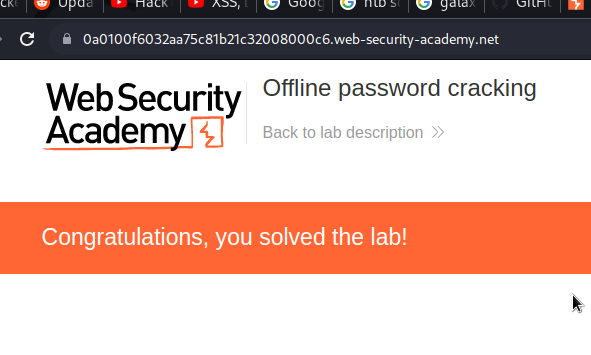 Upda
Hack
XSS,
Goog
htb s
galax
GitH
0a0100f6032aa75c81b21c32008000c6.web-security-academy.net
Web Security
Academy
Offline password cracking
Back to lab description
Congratulations, you solved the lab!